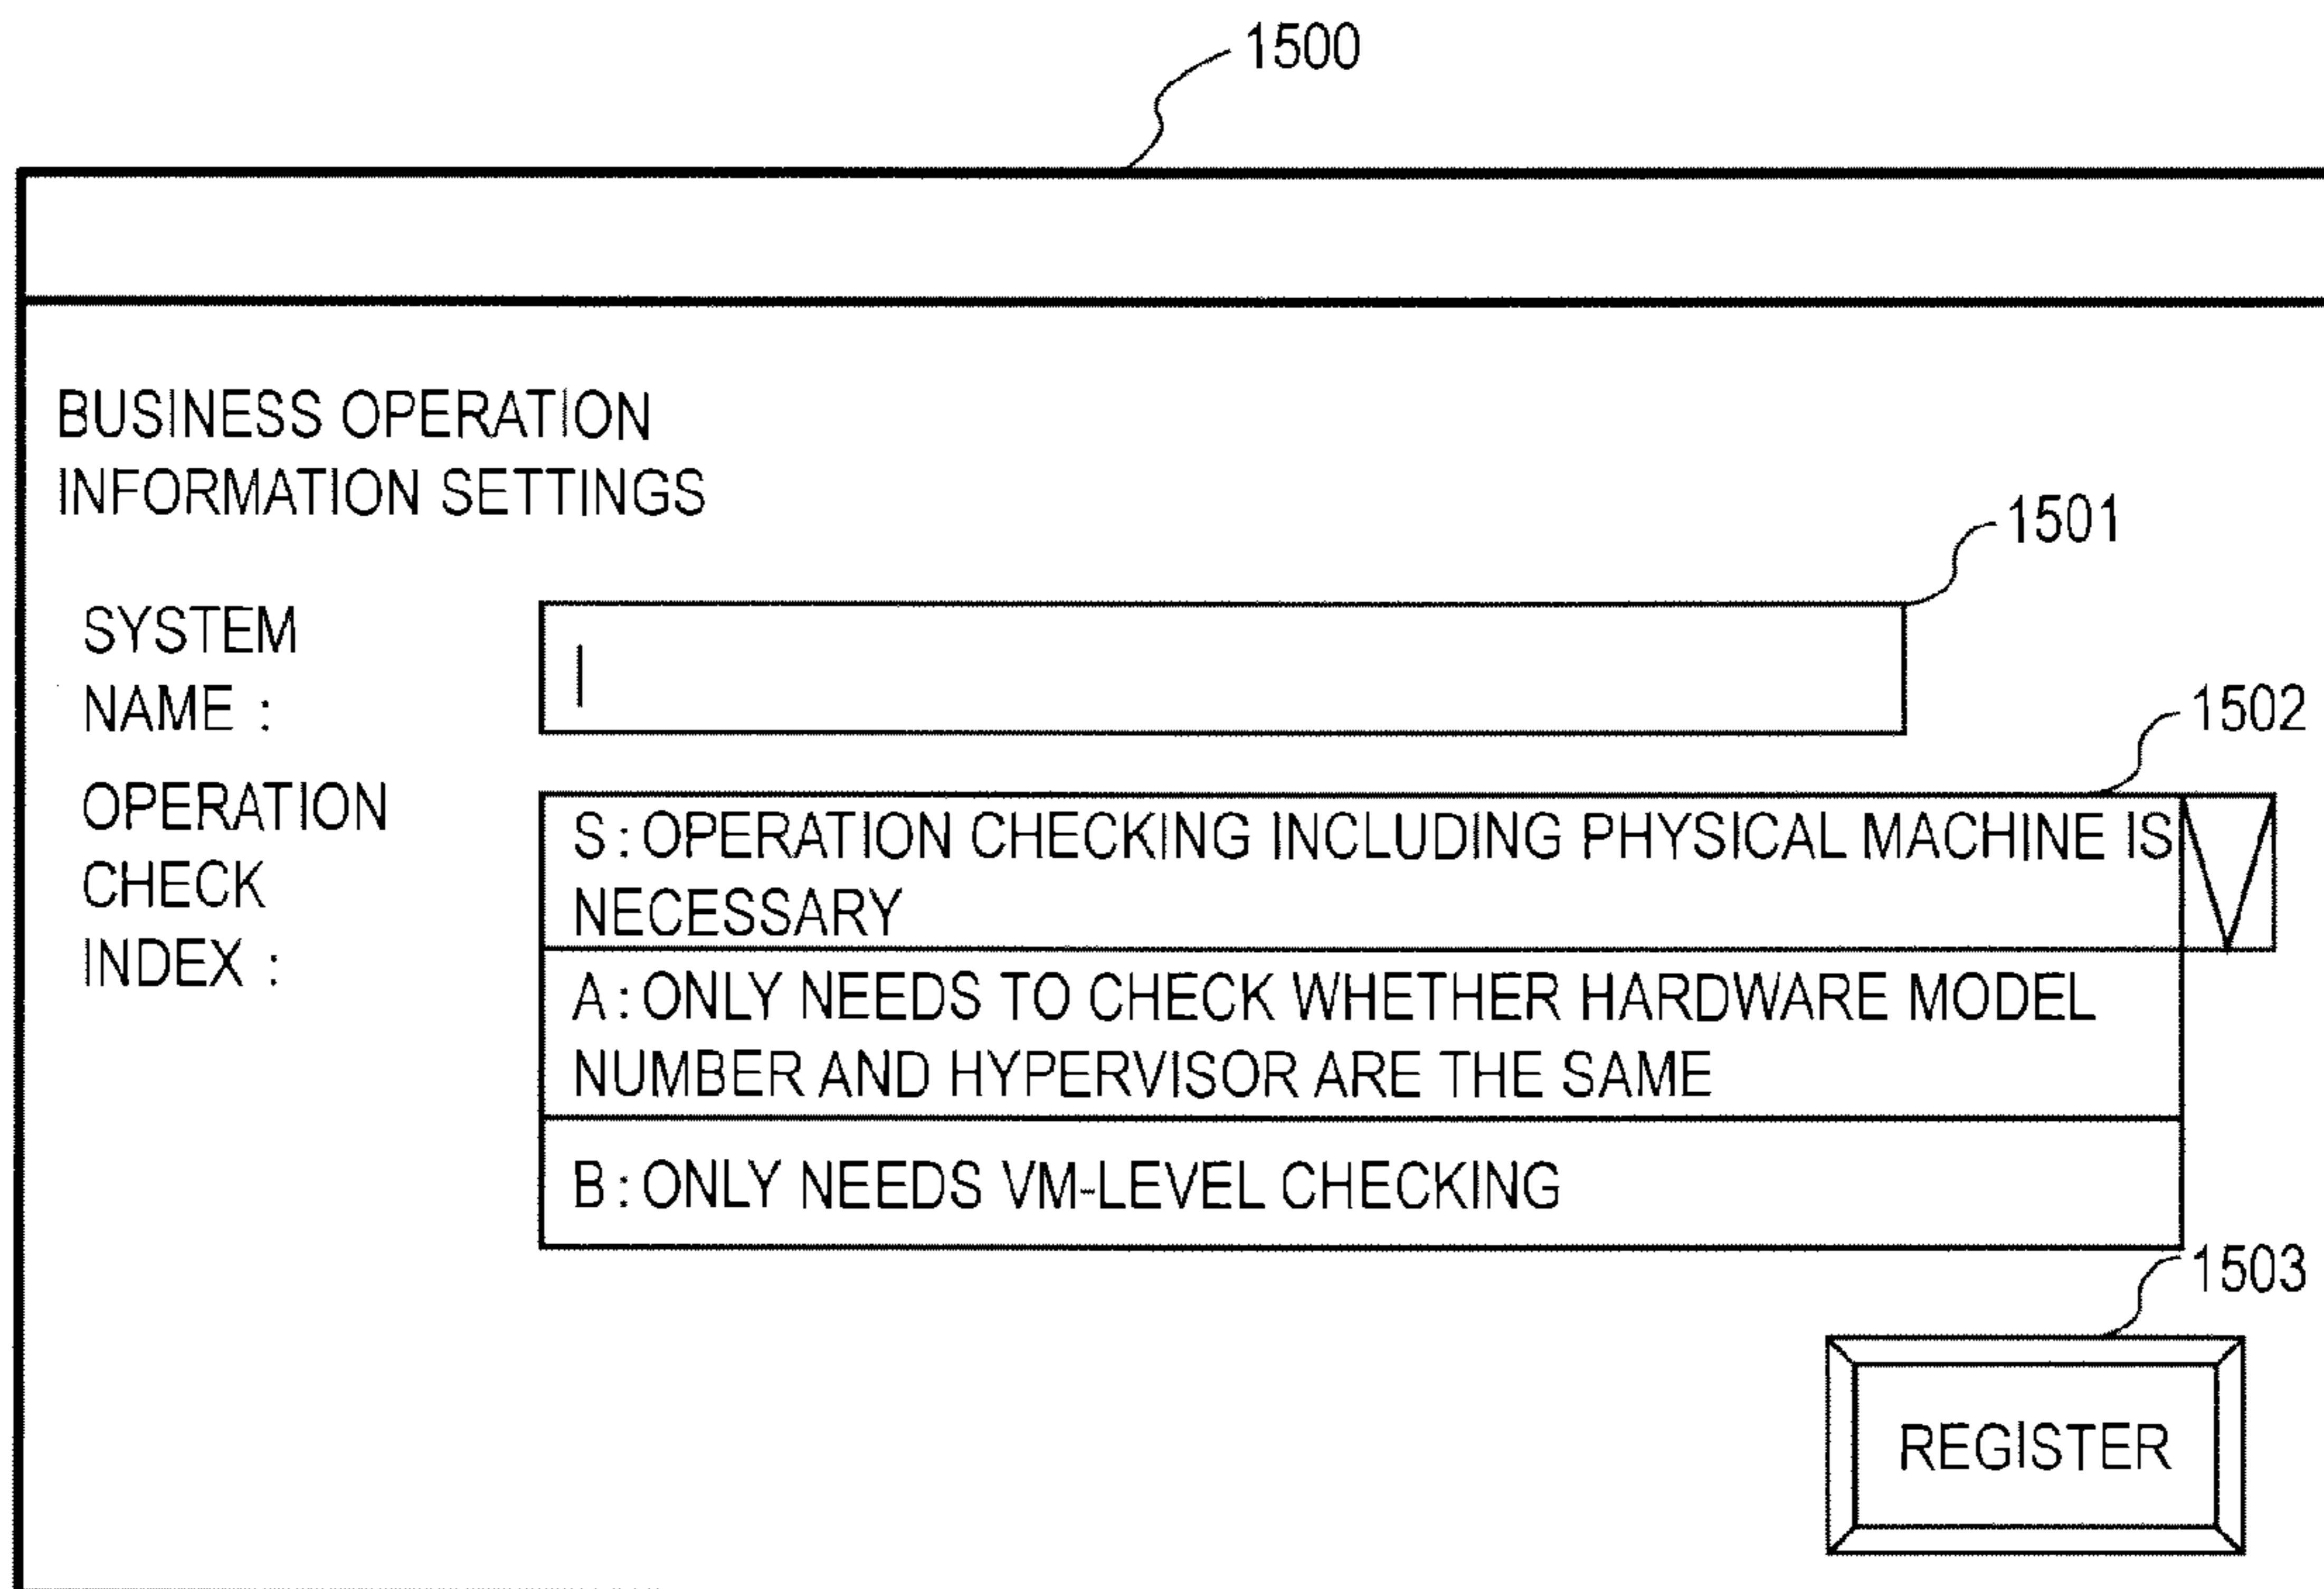 1500
BUSINESS OPERATION
INFORMATION SETTINGS
1501
SYSTEM
NAME :
1502
OPERATION
CHECK
INDEX :
S : OPERATION CHECKING INCLUDING PHYSICAL MACHINE IS
NECESSARY
A : ONLY NEEDS TO CHECK WHETHER HARDWARE MODEL
NUMBER AND HYPERVISOR ARE THE SAME
B : ONLY NEEDS VM-LEVEL CHECKING
1503
REGISTER